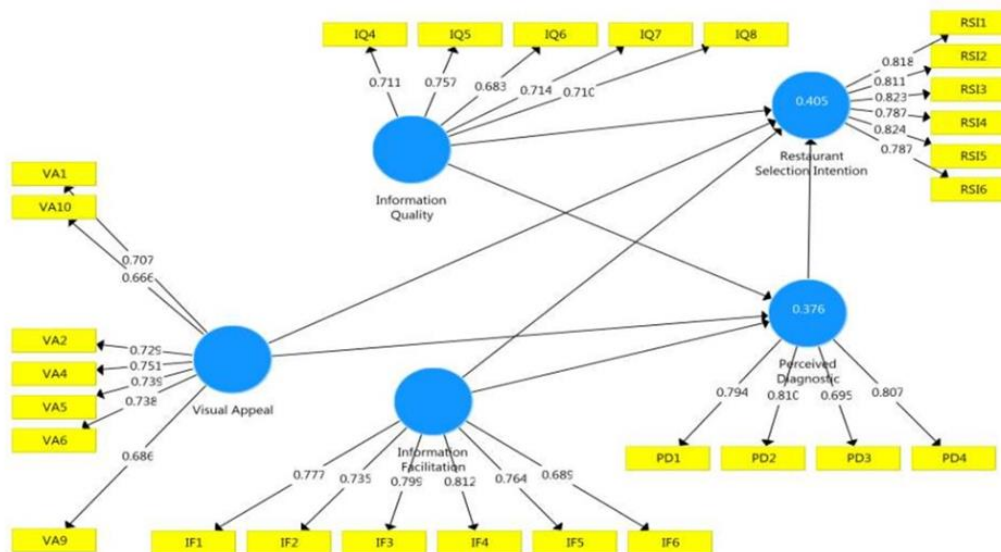 IQ4
IQ5
IQ6
IQ7
IQ8
RSI1
RSI2
RSI3
RSI4
RSI5
RSI6
0.711
0.757
0.683
0.714
0.710
0.818
0.811
0.823
0.787
0.824
0.787
0.405
Restaurant
Selection Intention
Information
Quality
VA1
VA10
0.707
0.666
VA2
VA4
VA5
VA6
VA9
0.729
0.751
0.739
0.738
0.686
Visual Appeal
0.376
Perceived
Diagnostic
0.794
0.810
0.695
0.807
PD1
PD2
PD3
PD4
Information
Facilitation
0.777
0.735
0.799
0.812
0.764
0.689
IF1
IF2
IF3
IF4
IF5
IF6